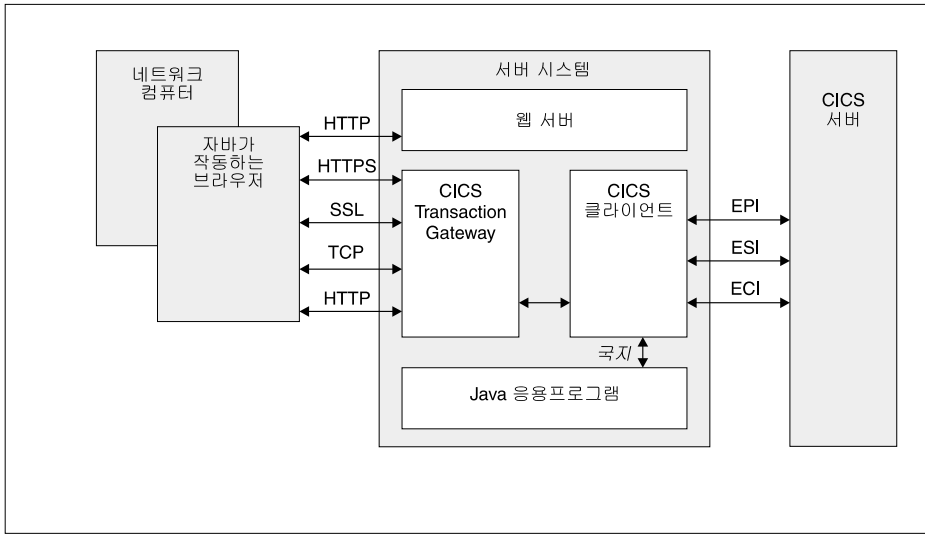 네트워크
컴퓨터
자바가
작동하는
브라우저
HTTP
HTTPS
SSL
TCP
HTTP
서버 시스템
웹 서버
CICS
Transaction
Gateway
CICS
클라이언트
국지
Java 응용프로그램
EPI
ESI
ECI
CICS
서버